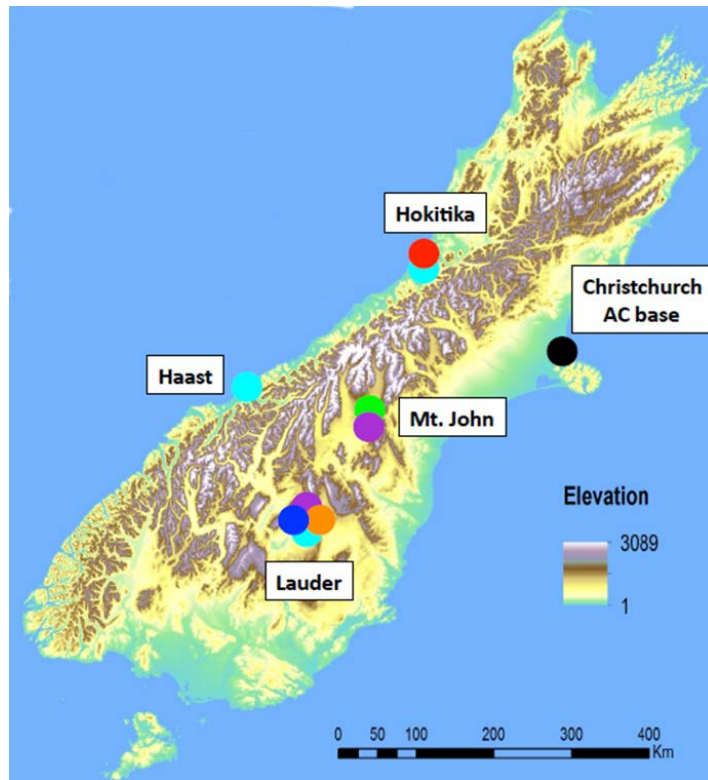 Hokitika
Christchurch
AC base
Haast
Mt. John
Lauder
Elevation
3089
1
0 50 100 200 300 400
Km